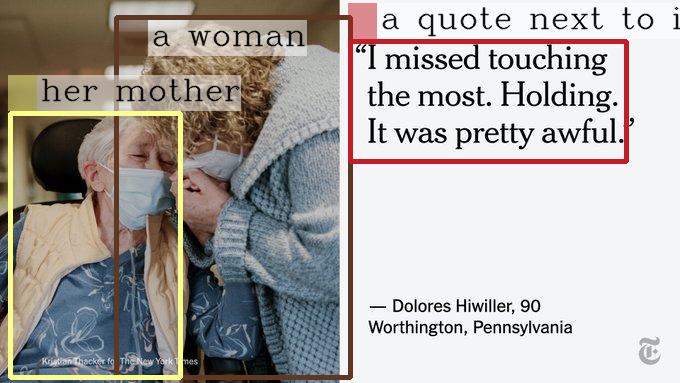 a woman
her mother
Kristian Thacker fo The New York Times
a quote next to i
“I missed touching
the most. Holding.
It was pretty awful.”
— Dolores Hiwiller, 90
Worthington, Pennsylvania
T